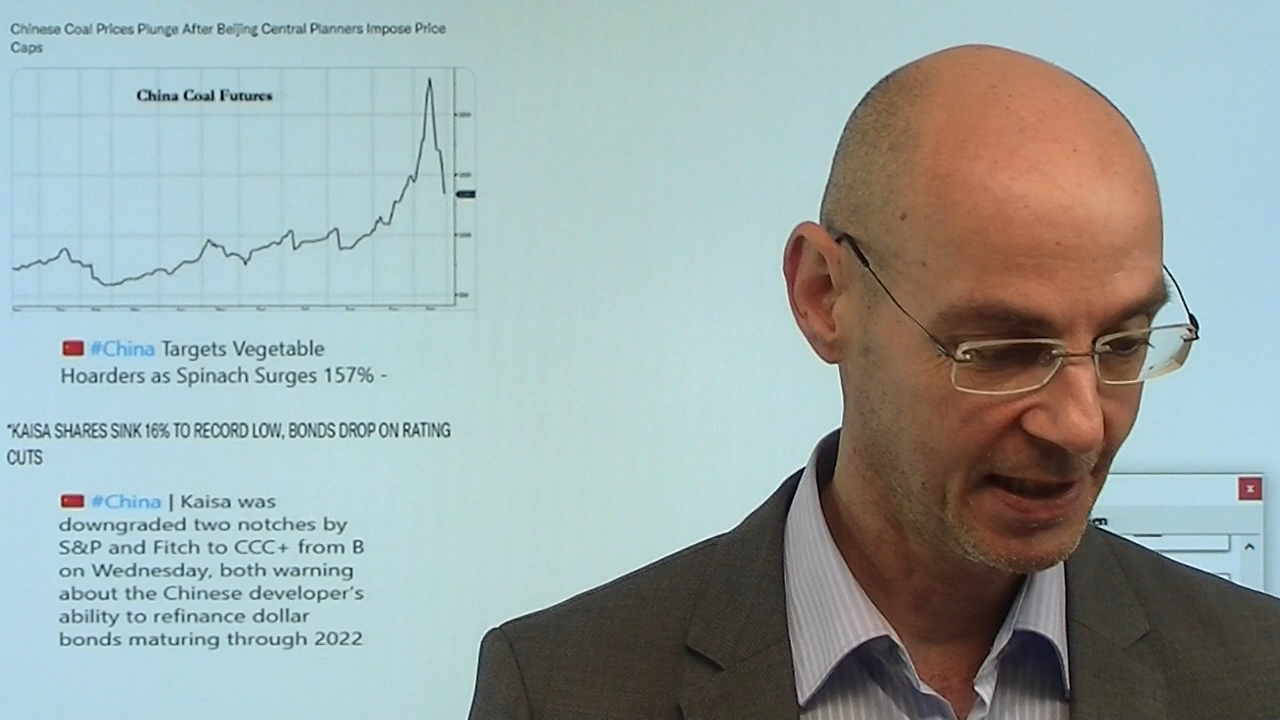 Chinese Coal Prices Plunge After Beijing Central Planners Impose Price
Caps
China Coal Futures
#China Targets Vegetable
Hoarders as Spinach Surges 157% -
*KAISA SHARES SINK 16% TO RECORD LOW, BONDS DROP ON RATING
CUTS
#China | Kaisa was
downgraded two notches by
S&P and Fitch to CCC+ from B
on Wednesday, both warning
about the Chinese developer's
ability to refinance dollar
bonds maturing through 2022
x